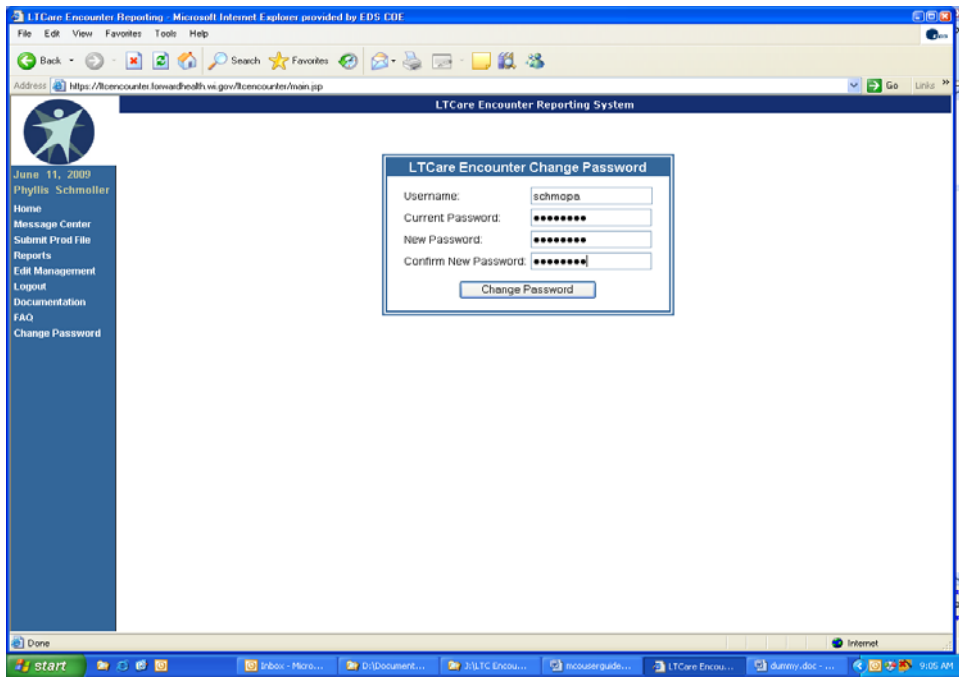 LTCare Encounter Reporting - Microsoft Internet Explorer provided by EDS COE
File Edit View Favorites Tools Help
Back Search Favorites
Address https://ltcencounter.forwardhealth.wi.gov/ltcencounter/main.jsp Go Links »
LTCare Encounter Reporting System
June 11, 2009
Phyllis Schmoller
Home
Message Center
Submit Prod File
Reports
Edit Management
Logout
Documentation
FAQ
Change Password
LTCare Encounter Change Password
Username: schmopa
Current Password: ●●●●●●●●
New Password: ●●●●●●●●
Confirm New Password: ●●●●●●●●
Change Password
Done Internet
start Inbox - Micro... D:\Document... J:\LTC Encou... mcouserguide... LTCare Encou... dummy.doc - ... 9:05 AM